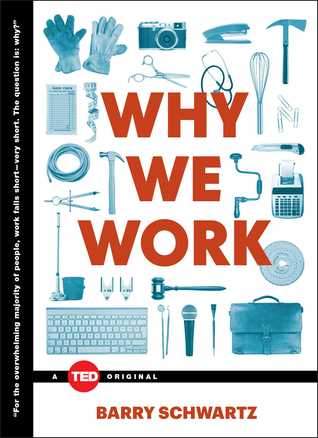 "For the overwhelming majority of people, work falls short—very short. The question is: why?"
WHY
WE
WORK
A TED ORIGINAL
BARRY SCHWARTZ